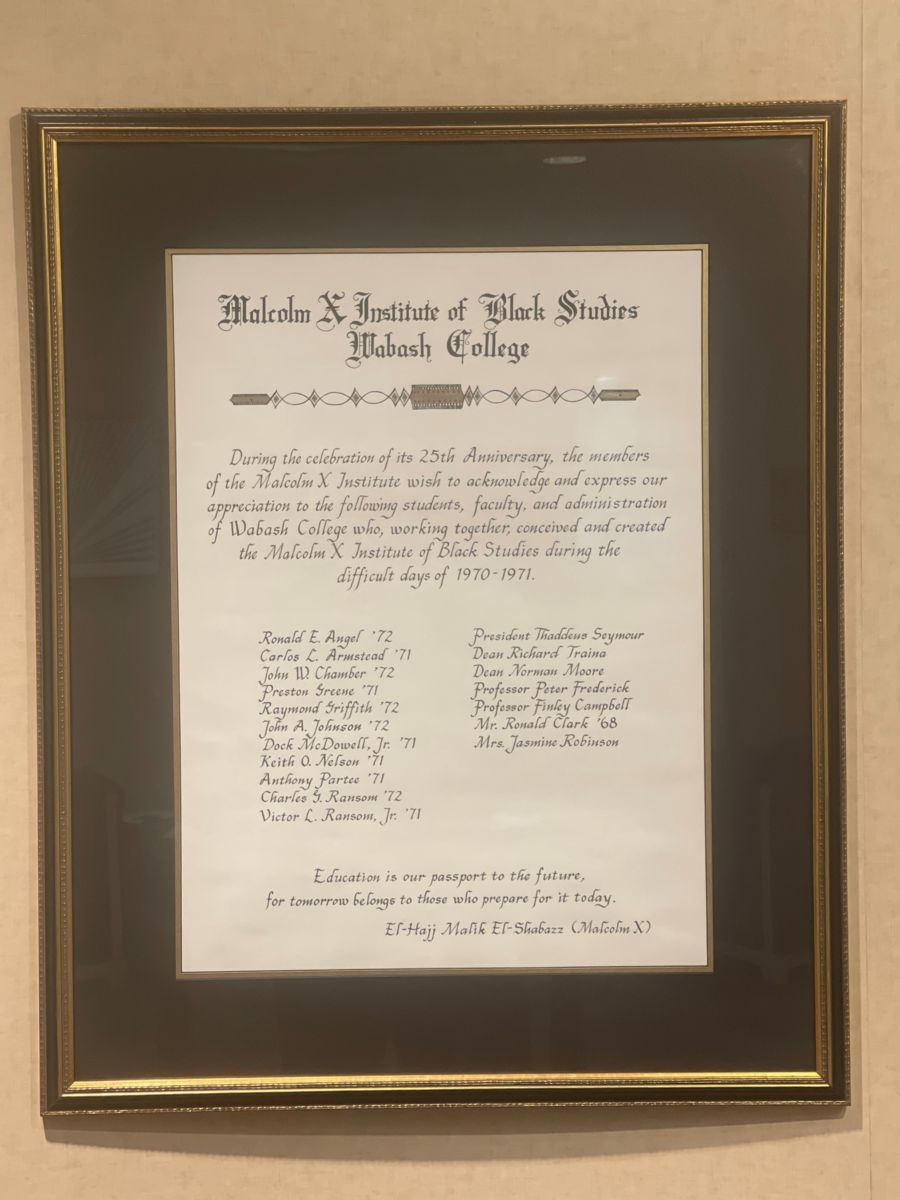 Malcolm X Institute of Black Studies
Wabash College
During the celebration of its 25th Anniversary, the members
of the Malcolm X Institute wish to acknowledge and express our
appreciation to the following students, faculty, and administration
of Wabash College who, working together, conceived and created
the Malcolm X Institute of Black Studies during the
difficult days of 1970-1971.
Ronald E. Angel '72
Carlos L. Armstead '71
John W. Chamber '72
Preston Greene '71
Raymond Griffith '72
John A. Johnson '72
Dock McDowell, Jr. '71
Keith O. Nelson '71
Anthony Partee '71
Charles G. Ransom '72
Victor L. Ransom, Jr. '71
President Thaddeus Seymour
Dean Richard Traina
Dean Norman Moore
Professor Peter Frederick
Professor Finley Campbell
Mr. Ronald Clark '68
Mrs. Jasmine Robinson
Education is our passport to the future,
for tomorrow belongs to those who prepare for it today.
El-Hajj Malik El-Shabazz (Malcolm X)